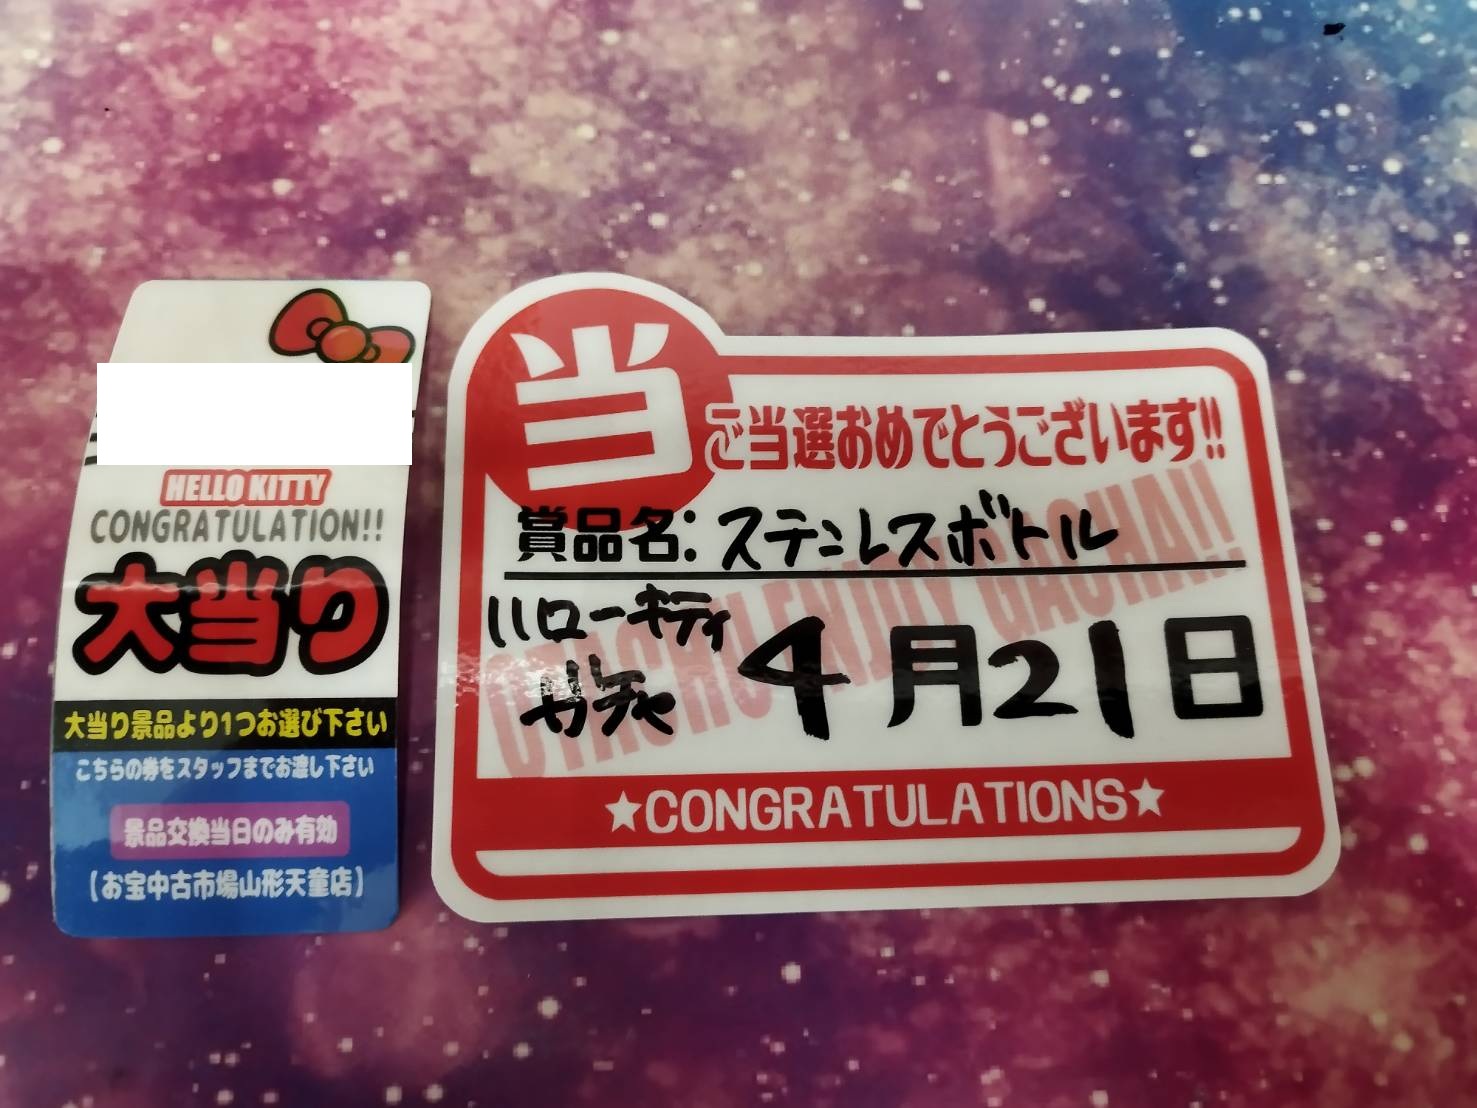 HELLO KITTY
CONGRATULATION!!
大当り
大当り景品より1つお選び下さい
こちらの券をスタッフまでお渡し下さい
景品交換当日のみ有効
【お宝中古市場山形天童店】
当
ご当選おめでとうございます!!
賞品名:ステンレスボトル
ハローキティ
ガチャ
4月21日
OTACHU ENJOY GACHA!!
★CONGRATULATIONS★